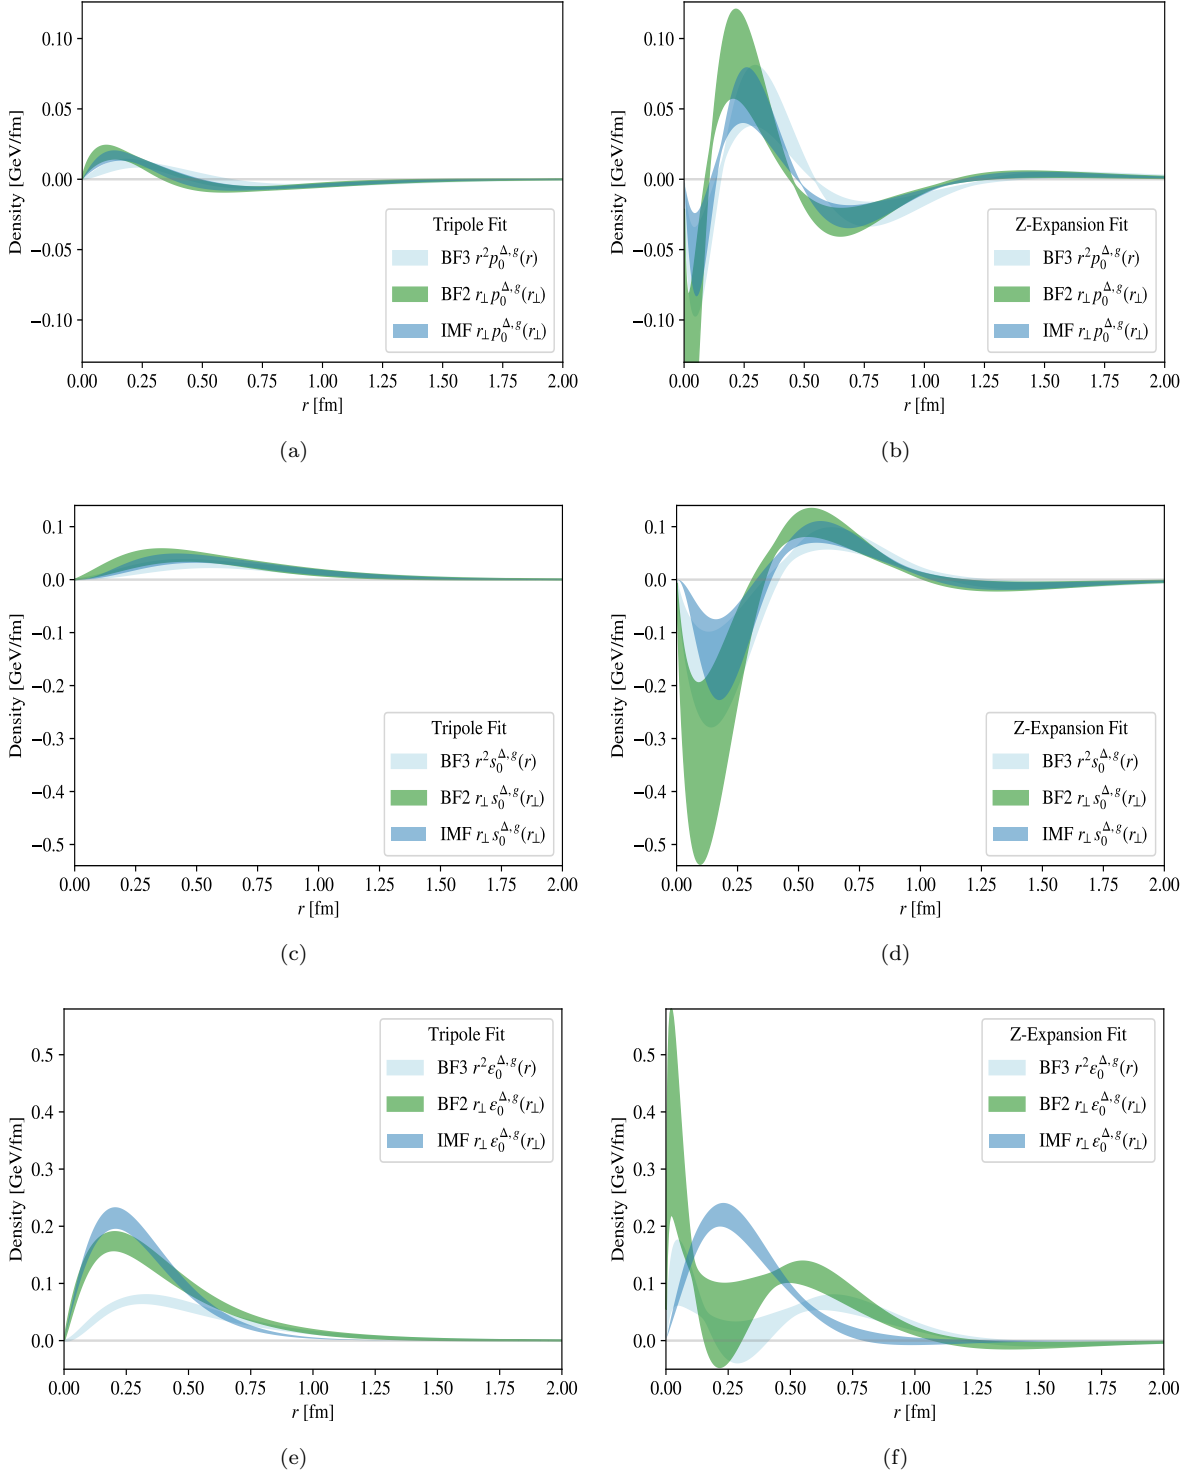 0.10
0.05
0.00
−0.05
−0.10
Density [GeV/fm]
Tripole Fit
BF3 r²p₀^{Δ,g}(r)
BF2 r⊥p₀^{Δ,g}(r⊥)
IMF r⊥p₀^{Δ,g}(r⊥)
0.00 0.25 0.50 0.75 1.00 1.25 1.50 1.75 2.00
r [fm]
(a)
0.10
0.05
0.00
−0.05
−0.10
Density [GeV/fm]
Z-Expansion Fit
BF3 r²p₀^{Δ,g}(r)
BF2 r⊥p₀^{Δ,g}(r⊥)
IMF r⊥p₀^{Δ,g}(r⊥)
0.00 0.25 0.50 0.75 1.00 1.25 1.50 1.75 2.00
r [fm]
(b)
0.1
0.0
−0.1
−0.2
−0.3
−0.4
−0.5
Density [GeV/fm]
Tripole Fit
BF3 r²s₀^{Δ,g}(r)
BF2 r⊥s₀^{Δ,g}(r⊥)
IMF r⊥s₀^{Δ,g}(r⊥)
0.00 0.25 0.50 0.75 1.00 1.25 1.50 1.75 2.00
r [fm]
(c)
0.1
0.0
−0.1
−0.2
−0.3
−0.4
−0.5
Density [GeV/fm]
Z-Expansion Fit
BF3 r²s₀^{Δ,g}(r)
BF2 r⊥s₀^{Δ,g}(r⊥)
IMF r⊥s₀^{Δ,g}(r⊥)
0.00 0.25 0.50 0.75 1.00 1.25 1.50 1.75 2.00
r [fm]
(d)
0.5
0.4
0.3
0.2
0.1
0.0
Density [GeV/fm]
Tripole Fit
BF3 r²ε₀^{Δ,g}(r)
BF2 r⊥ε₀^{Δ,g}(r⊥)
IMF r⊥ε₀^{Δ,g}(r⊥)
0.00 0.25 0.50 0.75 1.00 1.25 1.50 1.75 2.00
r [fm]
(e)
0.5
0.4
0.3
0.2
0.1
0.0
Density [GeV/fm]
Z-Expansion Fit
BF3 r²ε₀^{Δ,g}(r)
BF2 r⊥ε₀^{Δ,g}(r⊥)
IMF r⊥ε₀^{Δ,g}(r⊥)
0.00 0.25 0.50 0.75 1.00 1.25 1.50 1.75 2.00
r [fm]
(f)